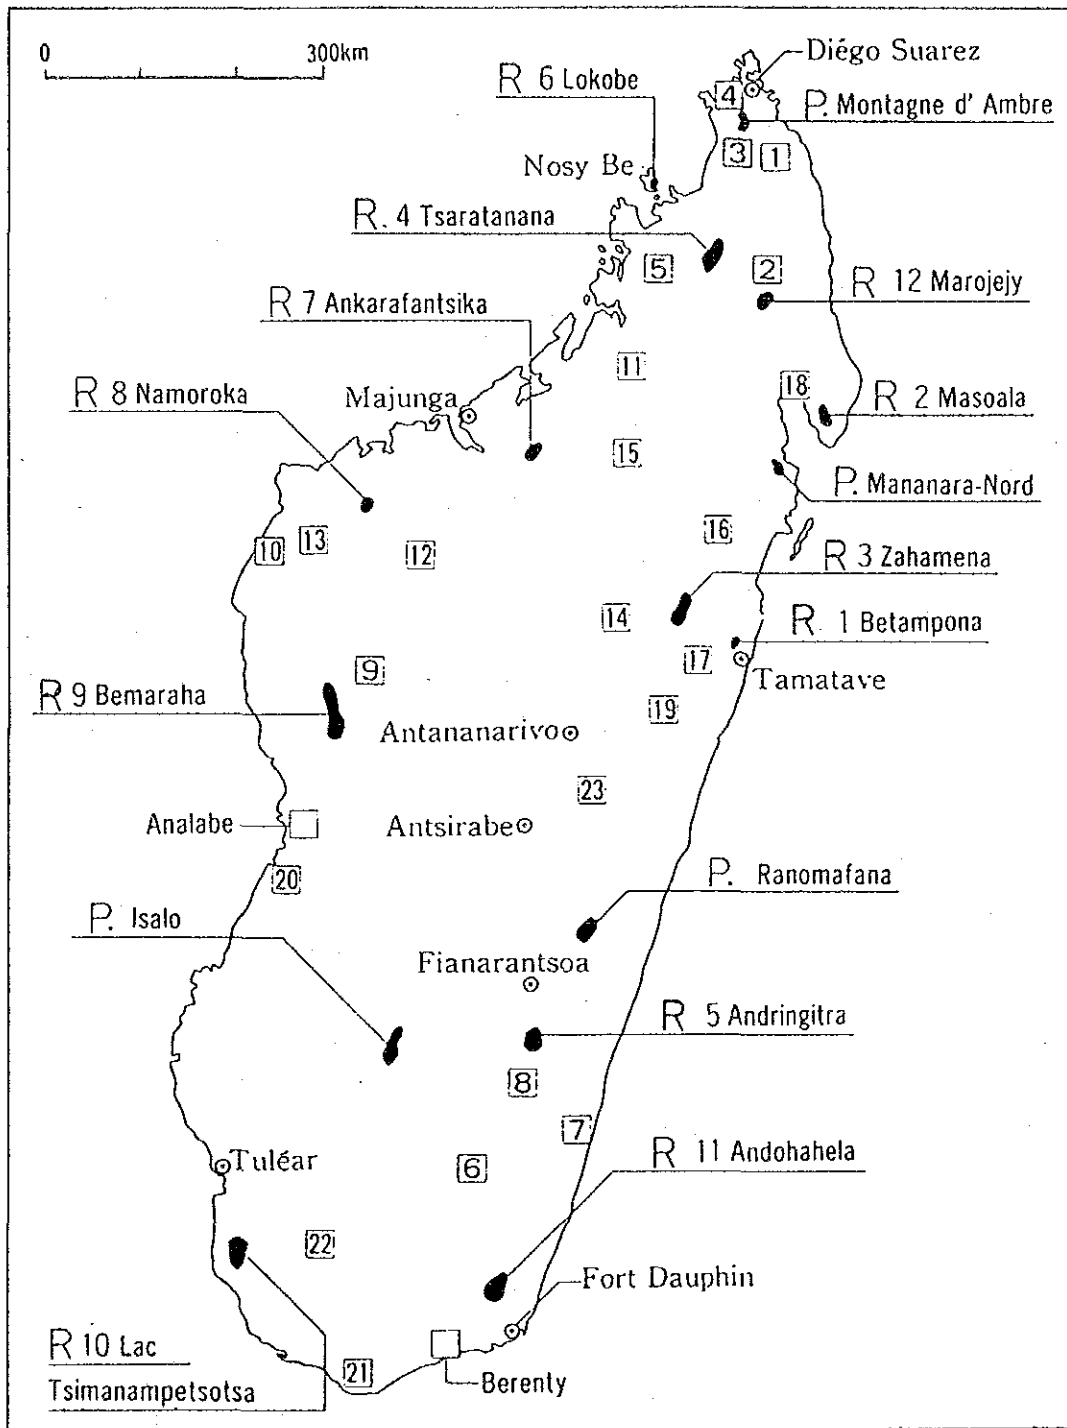 0 300km
Diégo Suarez
R 6 Lokobe
4
P. Montagne d' Ambre
3
1
Nosy Be
R. 4 Tsaratanana
5
2
R 12 Marojejy
R 7 Ankarafantsika
11
18
R 8 Namoroka
Majunga
R 2 Masoala
15
P. Mananara-Nord
16
10
13
12
R 3 Zahamena
14
R 1 Betampona
17
9
Tamatave
R 9 Bemaraha
19
Antananarivo
23
Analabe
Antsirabe
20
P. Ranomafana
P. Isalo
Fianarantsoa
R 5 Andringitra
8
7
R 11 Andohahela
Tuléar
6
22
Fort Dauphin
R 10 Lac
Tsimanampetsotsa
21
Berenty